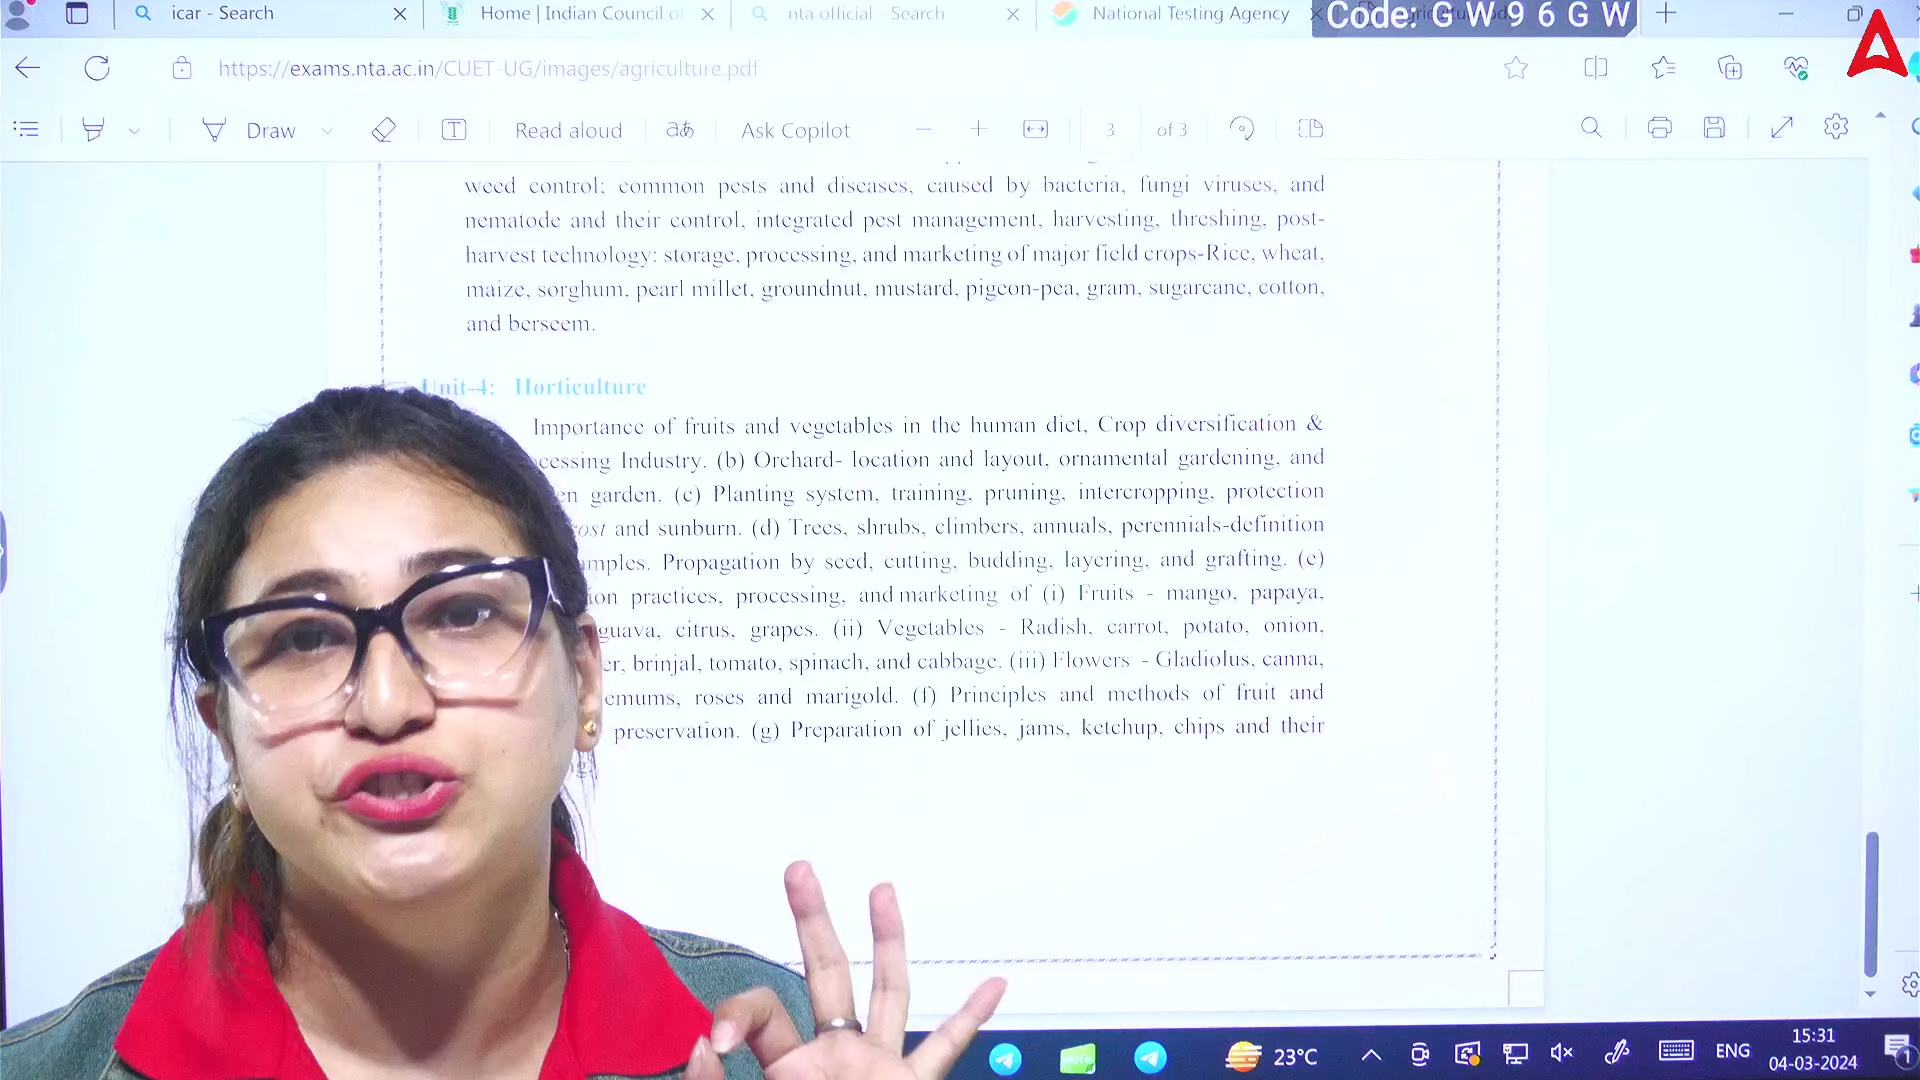 icar - Search
Home | Indian Council o
nta official - Search
National Testing Agency
Code: G W 9 6 G W
https://exams.nta.ac.in/CUET-UG/images/agriculture.pdf
Draw
T
Read aloud
aあ
Ask Copilot
3
of 3
weed control; common pests and diseases, caused by bacteria, fungi viruses, and
nematode and their control, integrated pest management, harvesting, threshing, post-
harvest technology: storage, processing, and marketing of major field crops-Rice, wheat,
maize, sorghum, pearl millet, groundnut, mustard, pigeon-pea, gram, sugarcane, cotton,
and berseem.
Unit-4: Horticulture
Importance of fruits and vegetables in the human diet, Crop diversification &
ocessing Industry. (b) Orchard- location and layout, ornamental gardening, and
en garden. (c) Planting system, training, pruning, intercropping, protection
ost and sunburn. (d) Trees, shrubs, climbers, annuals, perennials-definition
mples. Propagation by seed, cutting, budding, layering, and grafting. (e)
ion practices, processing, and marketing of (i) Fruits - mango, papaya,
guava, citrus, grapes. (ii) Vegetables - Radish, carrot, potato, onion,
er, brinjal, tomato, spinach, and cabbage. (iii) Flowers - Gladiolus, canna,
emums, roses and marigold. (f) Principles and methods of fruit and
preservation. (g) Preparation of jellies, jams, ketchup, chips and their
23°C
ENG
15:31
04-03-2024
1